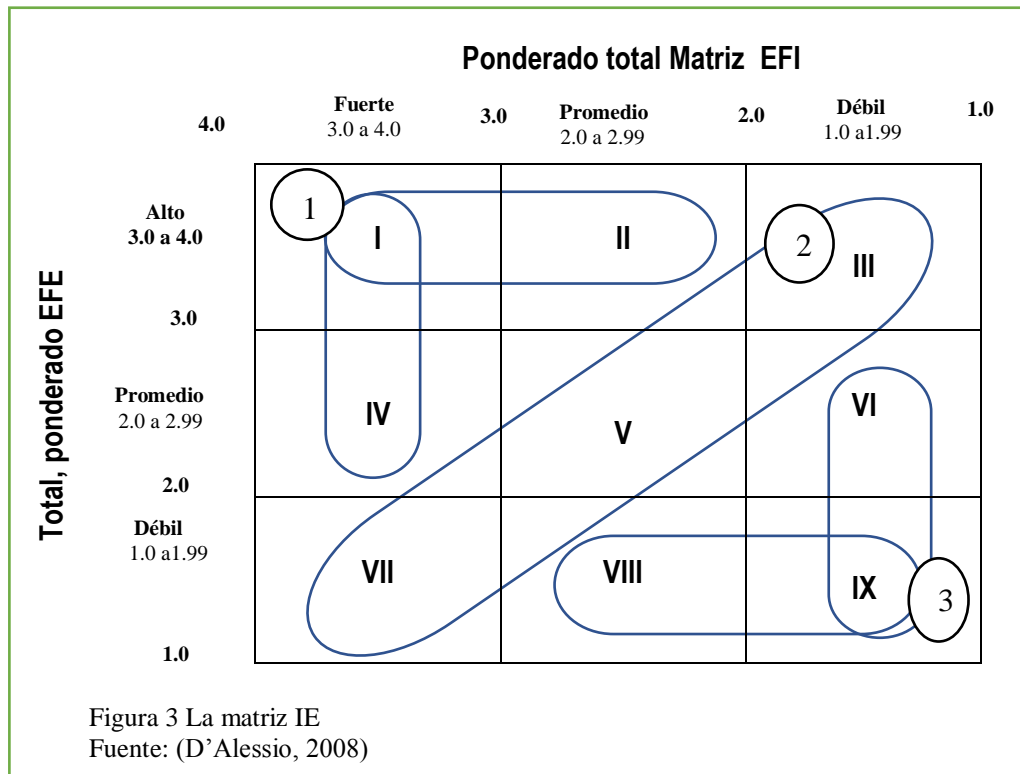 Ponderado total Matriz EFI
4.0
Fuerte
3.0 a 4.0
3.0
Promedio
2.0 a 2.99
2.0
Débil
1.0 a1.99
1.0
Total, ponderado EFE
Alto
3.0 a 4.0
1
I
II
2
III
3.0
Promedio
2.0 a 2.99
IV
V
VI
2.0
Débil
1.0 a1.99
VII
VIII
IX
3
1.0
Figura 3 La matriz IE
Fuente: (D’Alessio, 2008)